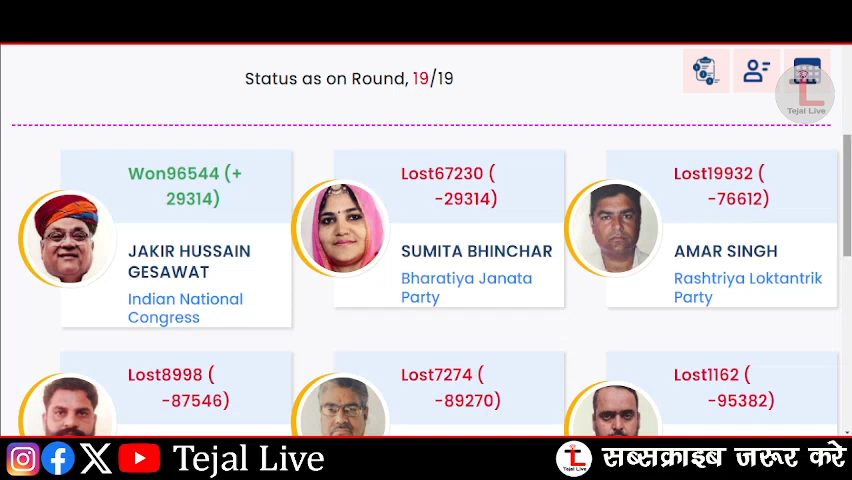 Status as on Round, 19/19
Tejal Live
Won96544 (+
29314)
JAKIR HUSSAIN
GESAWAT
Indian National
Congress
Lost67230 (
-29314)
SUMITA BHINCHAR
Bharatiya Janata
Party
Lost19932 (
-76612)
AMAR SINGH
Rashtriya Loktantrik
Party
Lost8998 (
-87546)
Lost7274 (
-89270)
Lost1162 (
-95382)
Tejal Live
Tejal Live
सब्सक्राइब जरूर करे